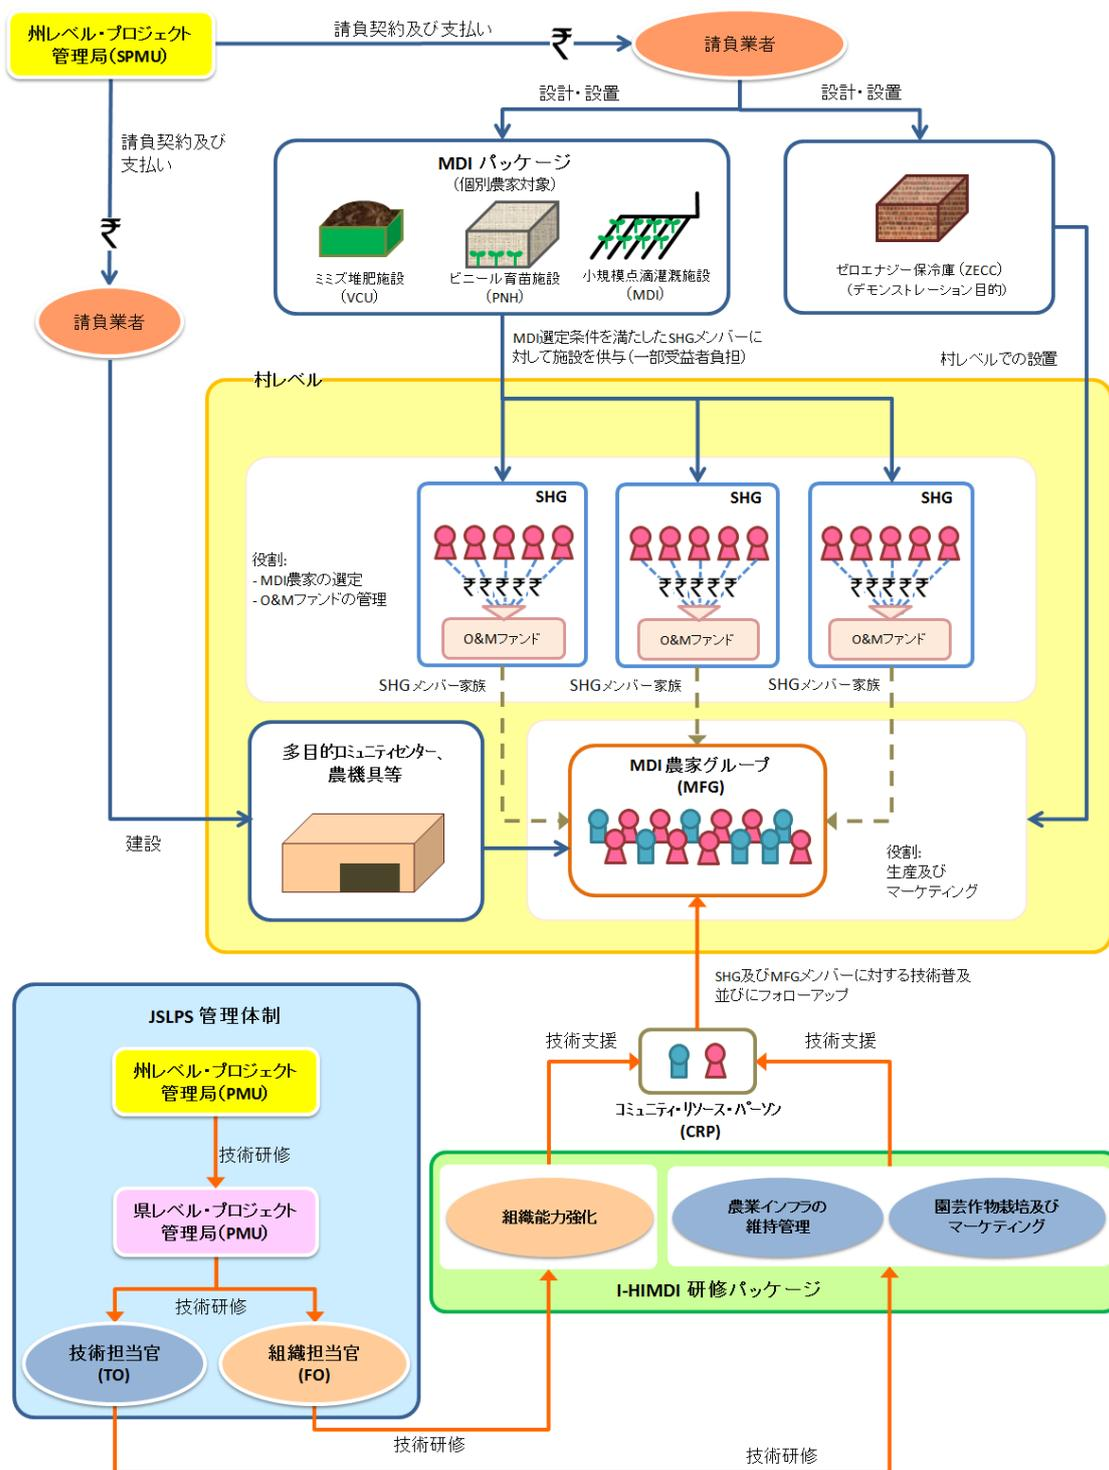 州レベル・プロジェクト
管理局(SPMU)
請負契約及び支払い
₹
請負業者
設計・設置
設計・設置
請負契約及び
支払い
₹
請負業者
MDI パッケージ
(個別農家対象)
ミミズ堆肥施設
(VCU)
ビニール育苗施設
(PNH)
小規模点滴灌漑施設
(MDI)
ゼロエナジー保冷庫(ZECC)
(デモンストレーション目的)
MDI選定条件を満たしたSHGメンバーに
対して施設を供与(一部受益者負担)
村レベルでの設置
村レベル
SHG
SHG
SHG
役割:
- MDI農家の選定
- O&Mファンドの管理
₹₹₹₹₹
₹₹₹₹₹
₹₹₹₹₹
O&Mファンド
O&Mファンド
O&Mファンド
SHGメンバー家族
SHGメンバー家族
SHGメンバー家族
多目的コミュニティセンター、
農機具等
MDI 農家グループ
(MFG)
建設
役割:
生産及び
マーケティング
SHG及びMFGメンバーに対する技術普及
並びにフォローアップ
JSLPS 管理体制
州レベル・プロジェクト
管理局(PMU)
技術研修
県レベル・プロジェクト
管理局(PMU)
技術研修
技術担当官
(TO)
組織担当官
(FO)
技術支援
技術支援
コミュニティ・リソース・パーソン
(CRP)
組織能力強化
農業インフラの
維持管理
園芸作物栽培及び
マーケティング
I-HIMDI 研修パッケージ
技術研修
技術研修